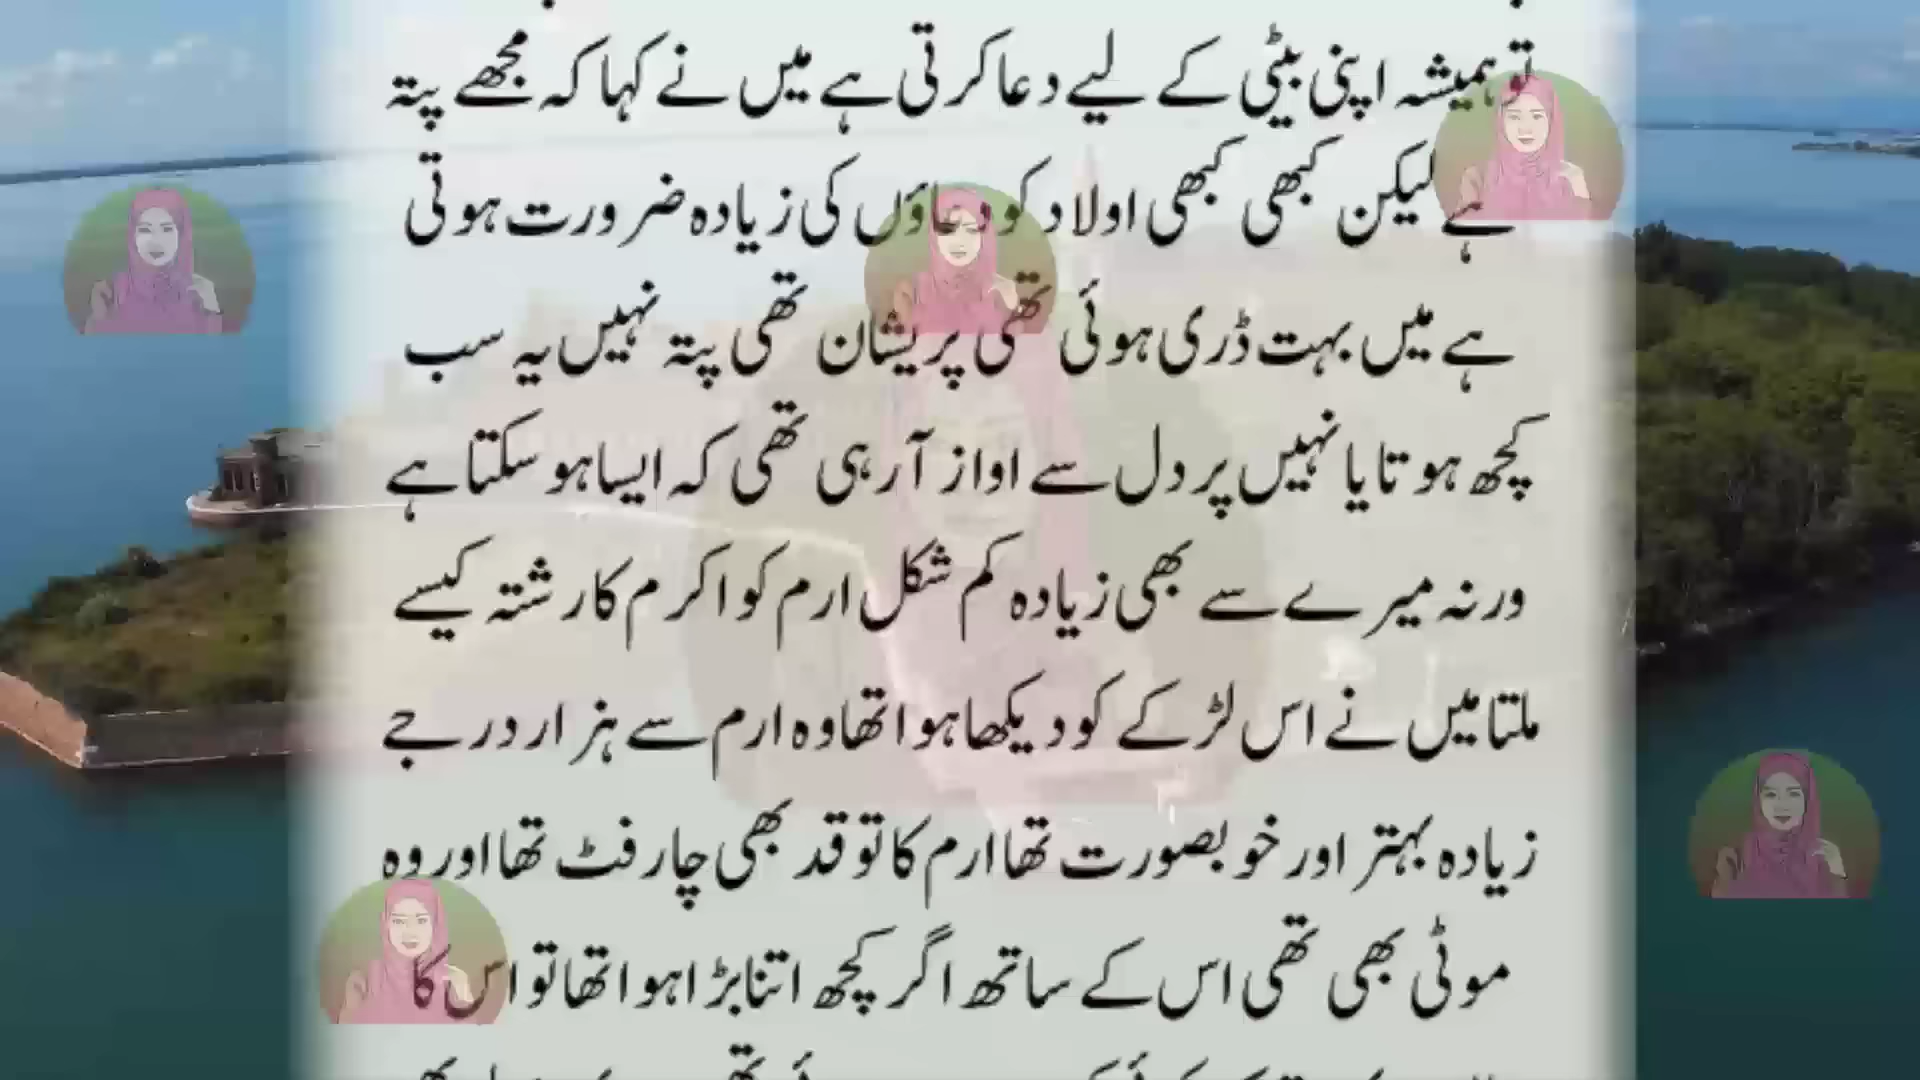 تو ہمیشہ اپنی بیٹی کے لیے دعا کرتی ہے میں نے کہا کہ مجھے پتہ
ہے لیکن کبھی کبھی اولاد کو دعاؤں کی زیادہ ضرورت ہوتی
ہے میں بہت ڈری ہوئی تھی پریشان تھی پتہ نہیں یہ سب
کچھ ہوتا یا نہیں پر دل سے اواز آرہی تھی کہ ایسا ہو سکتا ہے
ورنہ میرے سے بھی زیادہ کم شکل ارم کو اکرم کا رشتہ کیسے
ملتا میں نے اس لڑکے کو دیکھا ہوا تھا وہ ارم سے ہزار درجے
زیادہ بہتر اور خوبصورت تھا ارم کا تو قد بھی چار فٹ تھا اور وہ
موٹی بھی تھی اس کے ساتھ اگر کچھ اتنا بڑا ہوا تھا تو اس کا